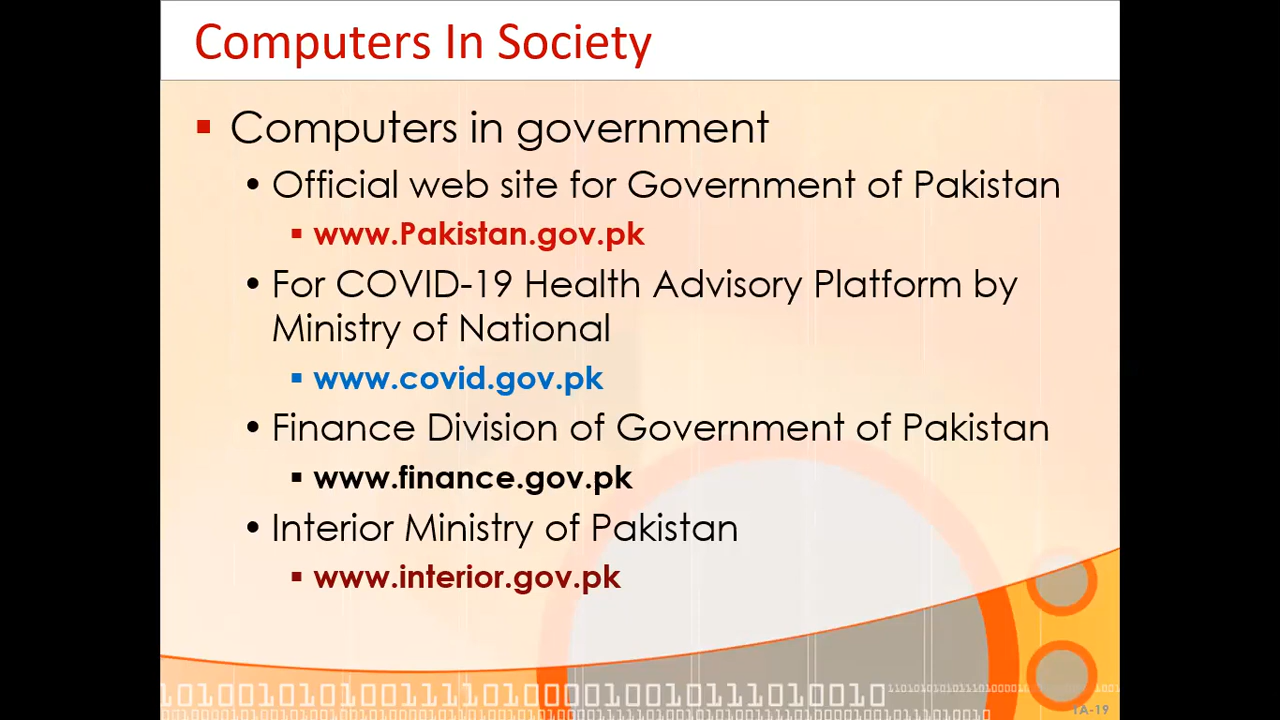 Computers In Society
▪ Computers in government
• Official web site for Government of Pakistan
▪ www.Pakistan.gov.pk
• For COVID-19 Health Advisory Platform by
Ministry of National
▪ www.covid.gov.pk
• Finance Division of Government of Pakistan
▪ www.finance.gov.pk
• Interior Ministry of Pakistan
▪ www.interior.gov.pk
1A-19